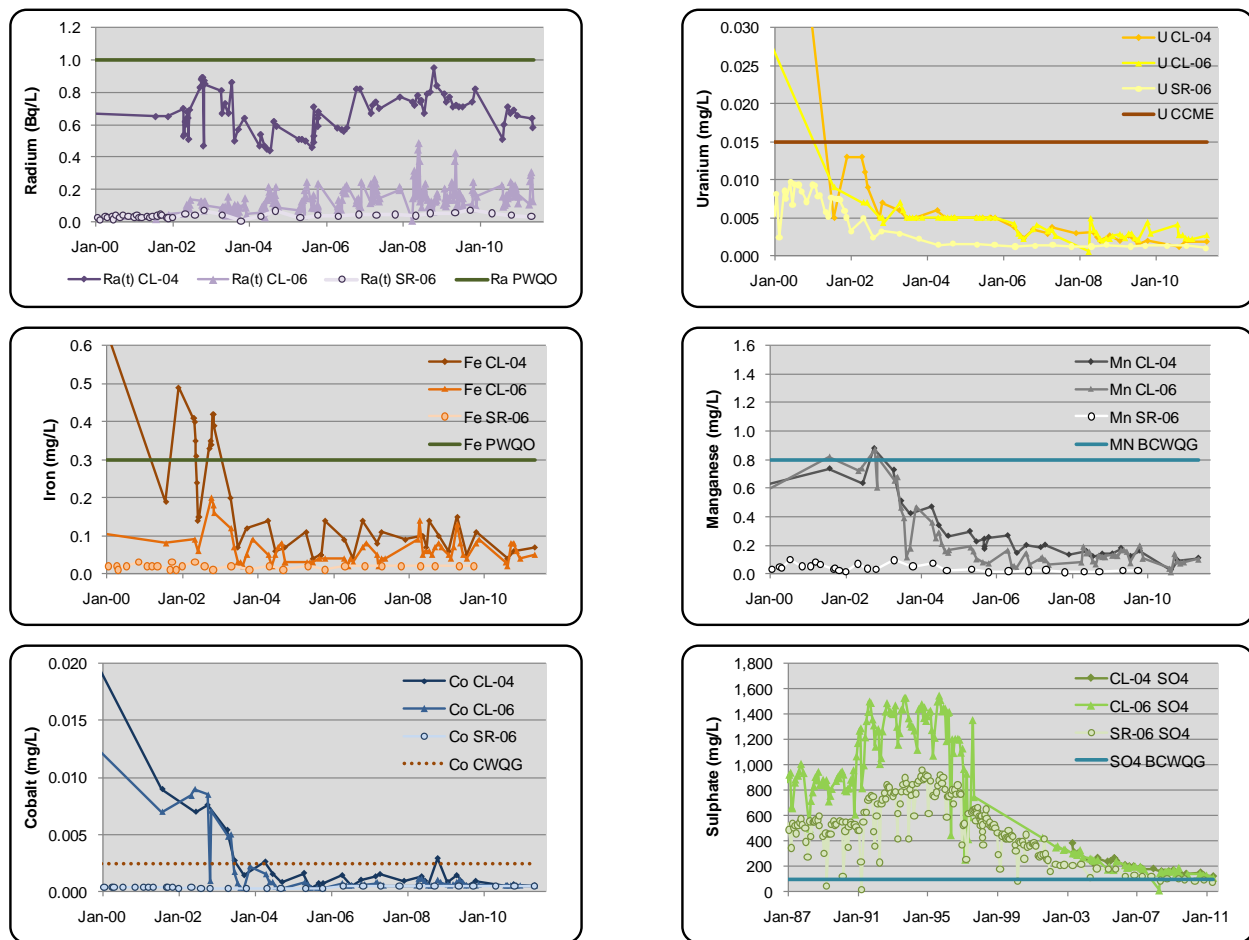 1.2
1.0
0.8
0.6
0.4
0.2
0.0
Radium (Bq/L)
Jan-00 Jan-02 Jan-04 Jan-06 Jan-08 Jan-10
Ra(t) CL-04 Ra(t) CL-06 Ra(t) SR-06 Ra PWQO
0.030
0.025
0.020
0.015
0.010
0.005
0.000
Uranium (mg/L)
U CL-04
U CL-06
U SR-06
U CCME
Jan-00 Jan-02 Jan-04 Jan-06 Jan-08 Jan-10
0.6
0.5
0.4
0.3
0.2
0.1
0.0
Iron (mg/L)
Fe CL-04
Fe CL-06
Fe SR-06
Fe PWQO
Jan-00 Jan-02 Jan-04 Jan-06 Jan-08 Jan-10
1.6
1.4
1.2
1.0
0.8
0.6
0.4
0.2
0.0
Manganese (mg/L)
Mn CL-04
Mn CL-06
Mn SR-06
MN BCWQG
Jan-00 Jan-02 Jan-04 Jan-06 Jan-08 Jan-10
0.020
0.015
0.010
0.005
0.000
Cobalt (mg/L)
Co CL-04
Co CL-06
Co SR-06
Co CWQG
Jan-00 Jan-02 Jan-04 Jan-06 Jan-08 Jan-10
1,800
1,600
1,400
1,200
1,000
800
600
400
200
0
Sulphate (mg/L)
CL-04 SO4
CL-06 SO4
SR-06 SO4
SO4 BCWQG
Jan-87 Jan-91 Jan-95 Jan-99 Jan-03 Jan-07 Jan-11